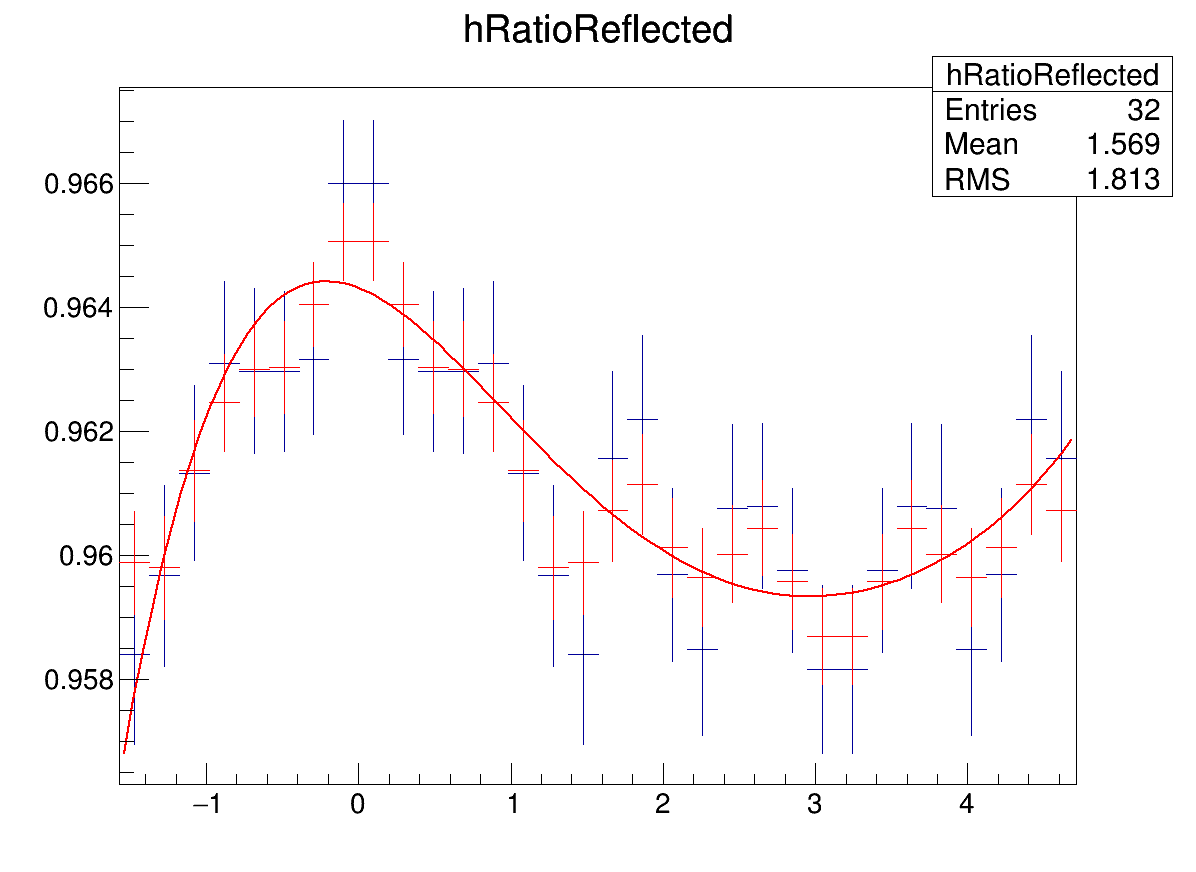 hRatioReflected
hRatioReflected
Entries 32
Mean 1.569
RMS 1.813
0.966
0.964
0.962
0.96
0.958
−1 0 1 2 3 4